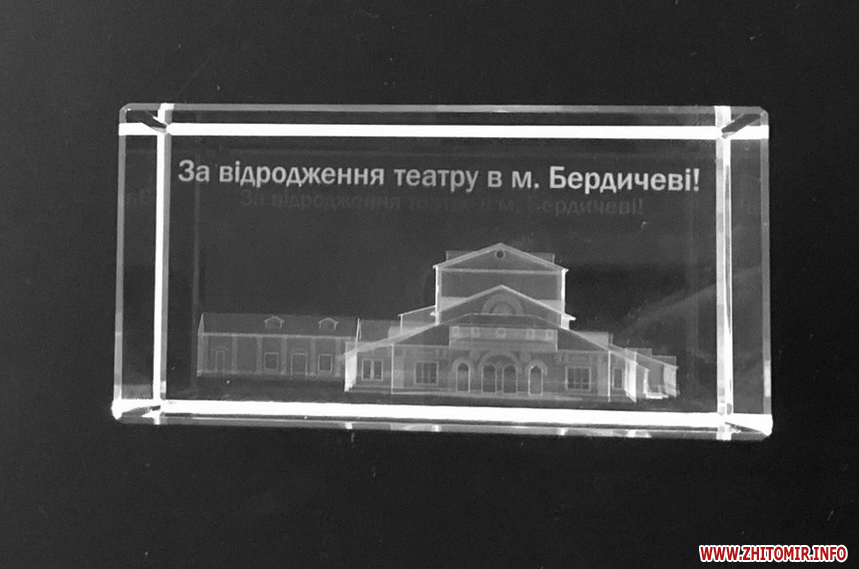 За відродження театру в м. Бердичеві!
WWW.ZHITOMIR.INFO